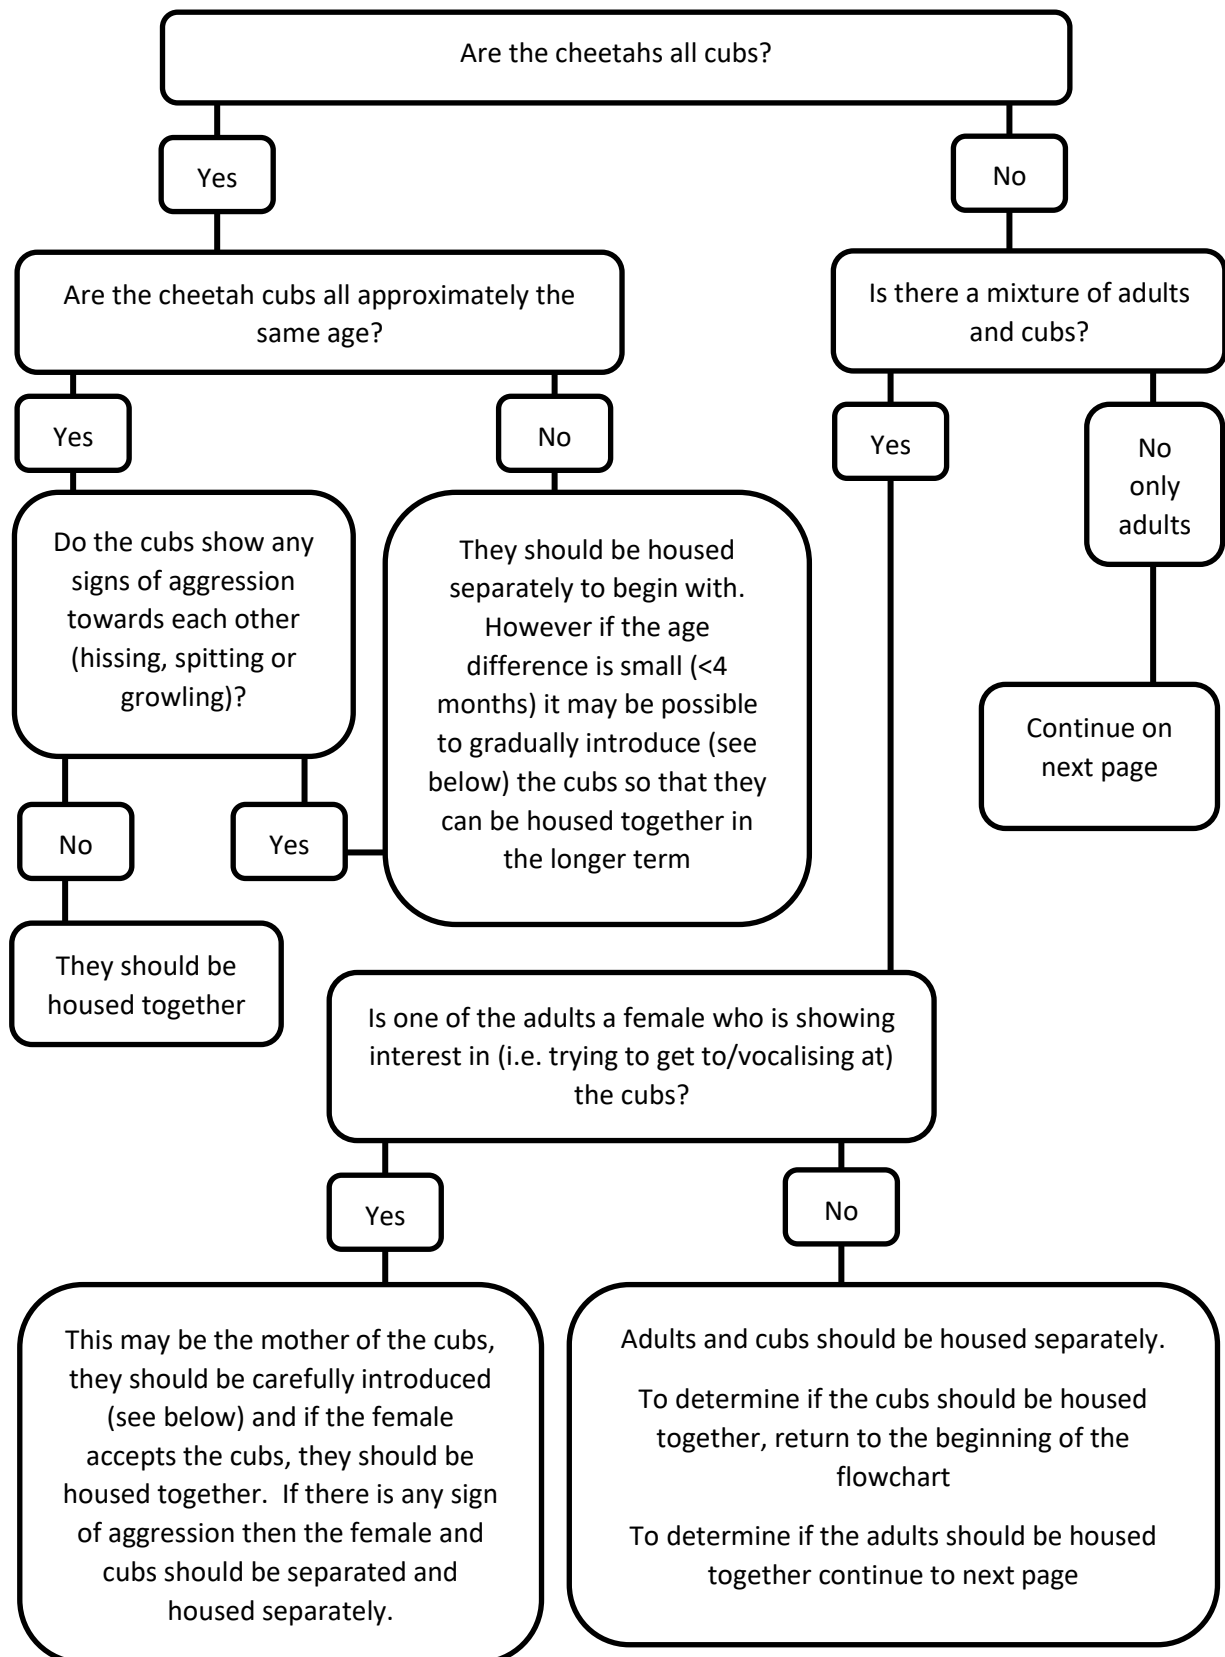 Are the cheetahs all cubs?
Yes
No
Are the cheetah cubs all approximately the
same age?
Is there a mixture of adults
and cubs?
Yes
No
Yes
No
only
adults
Do the cubs show any
signs of aggression
towards each other
(hissing, spitting or
growling)?
They should be housed
separately to begin with.
However if the age
difference is small (<4
months) it may be possible
to gradually introduce (see
below) the cubs so that they
can be housed together in
the longer term
Continue on
next page
No
Yes
They should be
housed together
Is one of the adults a female who is showing
interest in (i.e. trying to get to/vocalising at)
the cubs?
Yes
No
This may be the mother of the cubs,
they should be carefully introduced
(see below) and if the female
accepts the cubs, they should be
housed together.  If there is any sign
of aggression then the female and
cubs should be separated and
housed separately.
Adults and cubs should be housed separately.
To determine if the cubs should be housed
together, return to the beginning of the
flowchart
To determine if the adults should be housed
together continue to next page